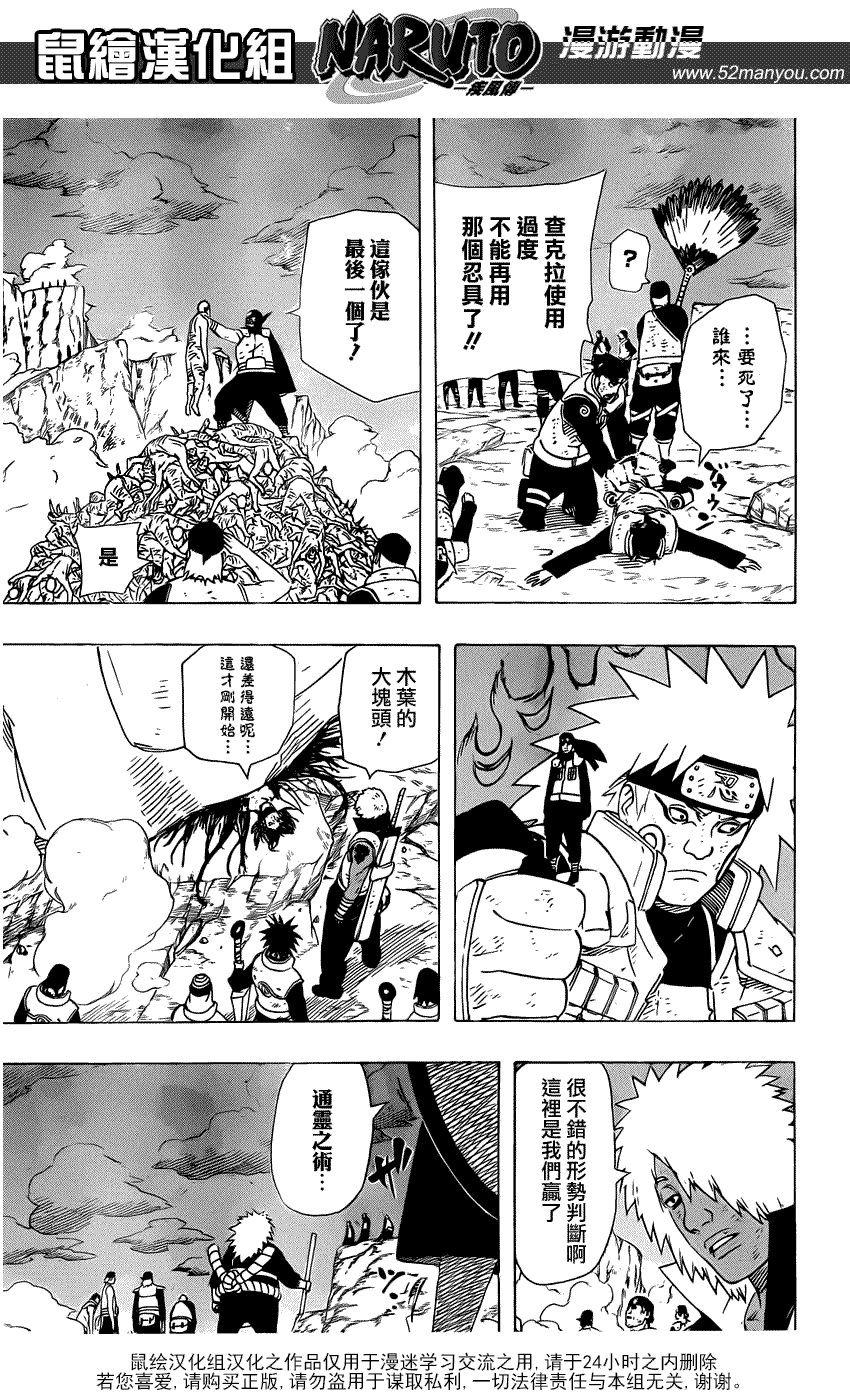 鼠繪漢化組
NARUTO
疾風傳
漫游動漫
www.52manyou.com
…要死了…
誰來…
？
查克拉使用
過度
不能再用
那個忍具了!!
這傢伙是
最後一個了!
是
木葉的
大塊頭!
還差得遠呢…
這才剛開始…
忍
很不錯的形勢判斷啊
這裡是我們贏了
通靈之術…
鼠绘汉化组汉化之作品仅用于漫迷学习交流之用, 请于24小时之内删除
若您喜爱, 请购买正版, 请勿盗用于谋取私利, 一切法律责任与本组无关, 谢谢。